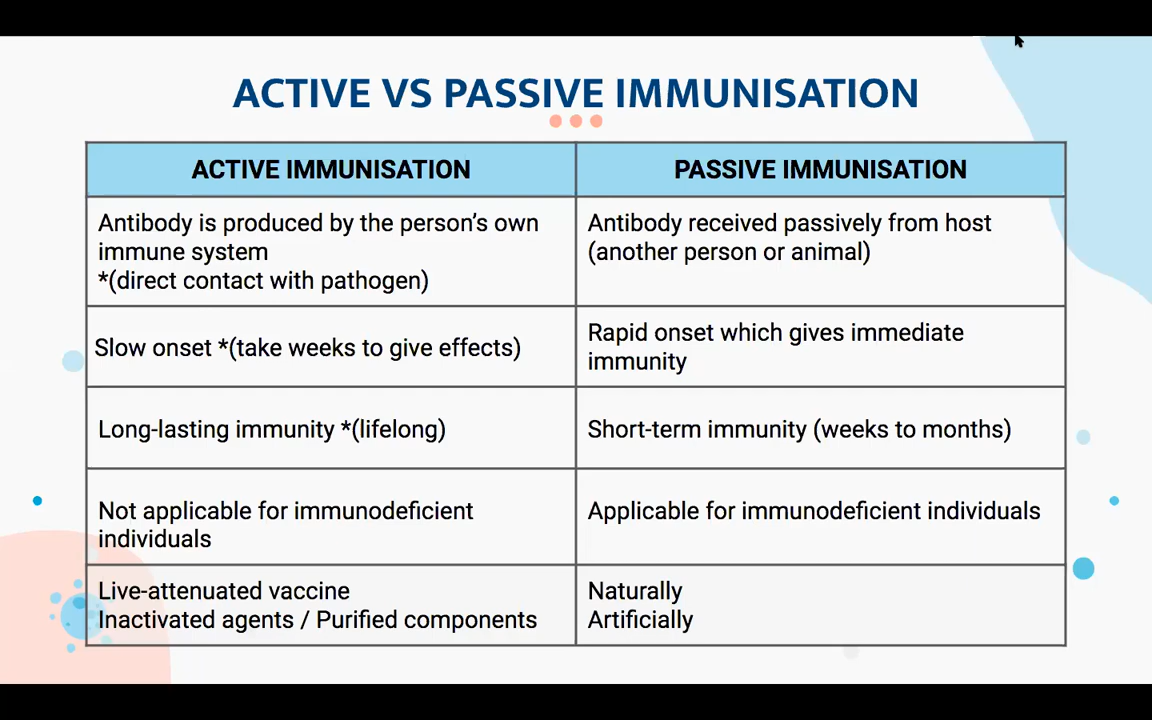 ACTIVE VS PASSIVE IMMUNISATION
ACTIVE IMMUNISATION
PASSIVE IMMUNISATION
Antibody is produced by the person’s own
immune system
*(direct contact with pathogen)
Antibody received passively from host
(another person or animal)
Slow onset *(take weeks to give effects)
Rapid onset which gives immediate
immunity
Long-lasting immunity *(lifelong)
Short-term immunity (weeks to months)
Not applicable for immunodeficient
individuals
Applicable for immunodeficient individuals
Live-attenuated vaccine
Inactivated agents / Purified components
Naturally
Artificially